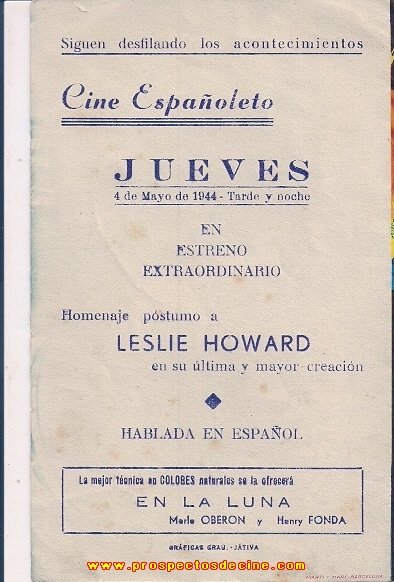 Siguen desfilando los acontecimientos
Cine Españoleto
JUEVES
4 de Mayo de 1944 - Tarde y noche
EN
ESTRENO
EXTRAORDINARIO
Homenaje póstumo a
LESLIE HOWARD
en su última y mayor creación
HABLADA EN ESPAÑOL
La mejor técnica en COLORES naturales se la ofrecerá
EN LA LUNA
Merle OBERON y Henry FONDA
GRÁFICAS GRAU. - JÁTIVA
www.prospectosdecine.com